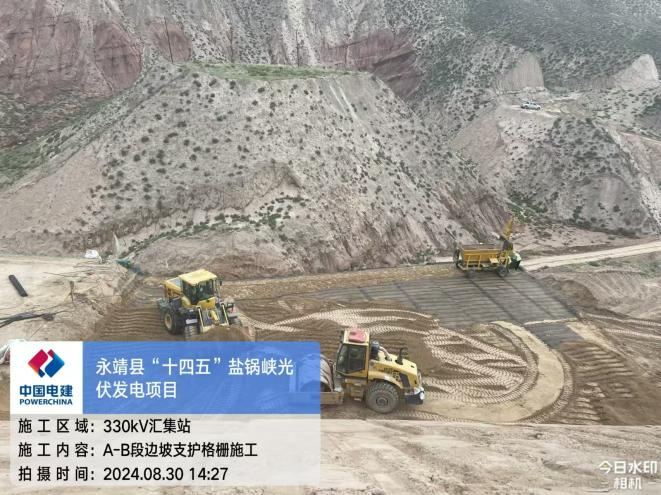 中国电建
POWERCHINA
永靖县“十四五”盐锅峡光
伏发电项目
施工区域：330kV汇集站
施工内容：A-B段边坡支护格栅施工
拍摄时间：2024.08.30 14:27
今日水印
相机